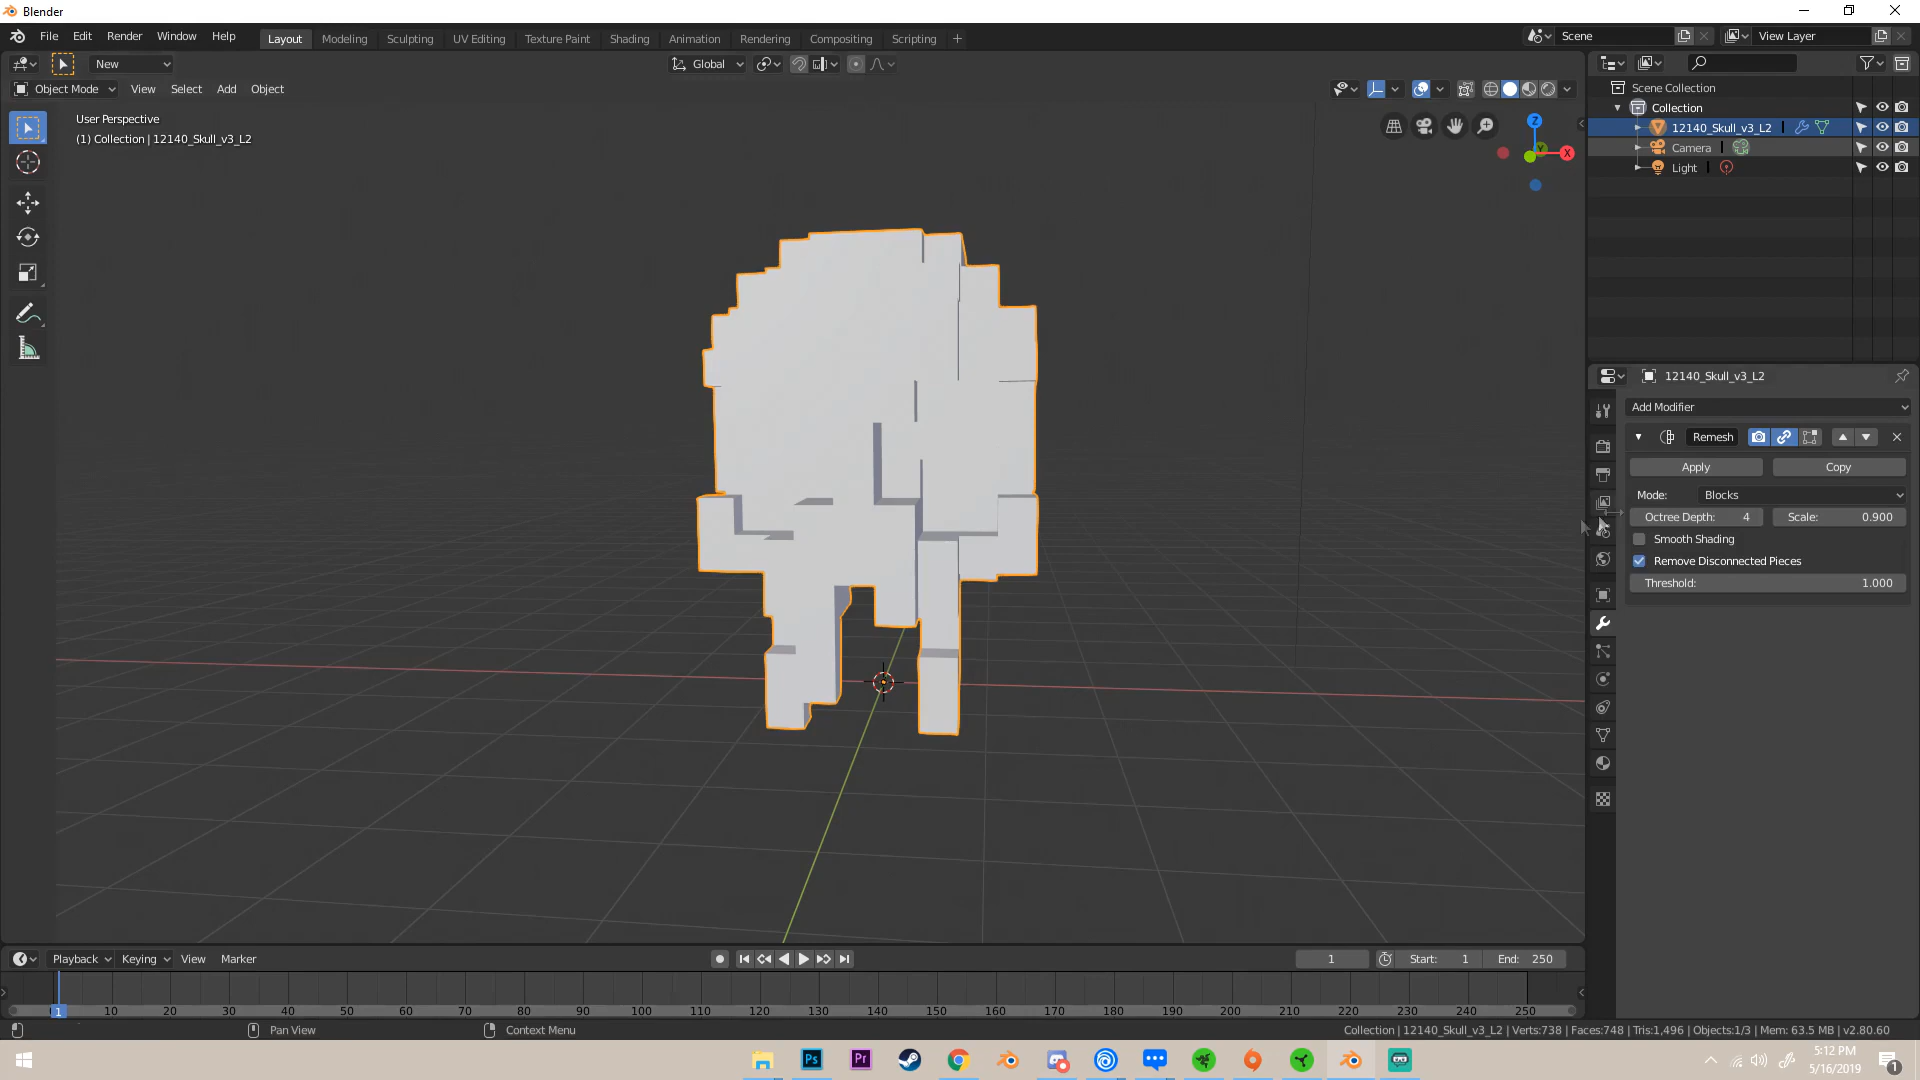 Blender
File Edit Render Window Help
Layout Modeling Sculpting UV Editing Texture Paint Shading Animation Rendering Compositing Scripting +
Scene
View Layer
New
Global
Object Mode View Select Add Object
User Perspective
(1) Collection | 12140_Skull_v3_L2
Z
Y
X
Scene Collection
Collection
12140_Skull_v3_L2
Camera
Light
12140_Skull_v3_L2
Add Modifier
Remesh
Apply Copy
Mode: Blocks
Octree Depth: 4 Scale: 0.900
Smooth Shading
Remove Disconnected Pieces
Threshold: 1.000
Playback Keying View Marker
1 Start: 1 End: 250
1 10 20 30 40 50 60 70 80 90 100 110 120 130 140 150 160 170 180 190 200 210 220 230 240 250
Pan View Context Menu
Collection | 12140_Skull_v3_L2 | Verts:738 | Faces:748 | Tris:1,496 | Objects:1/3 | Mem: 63.5 MB | v2.80.60
Ps Pr
5:12 PM
5/16/2019
1